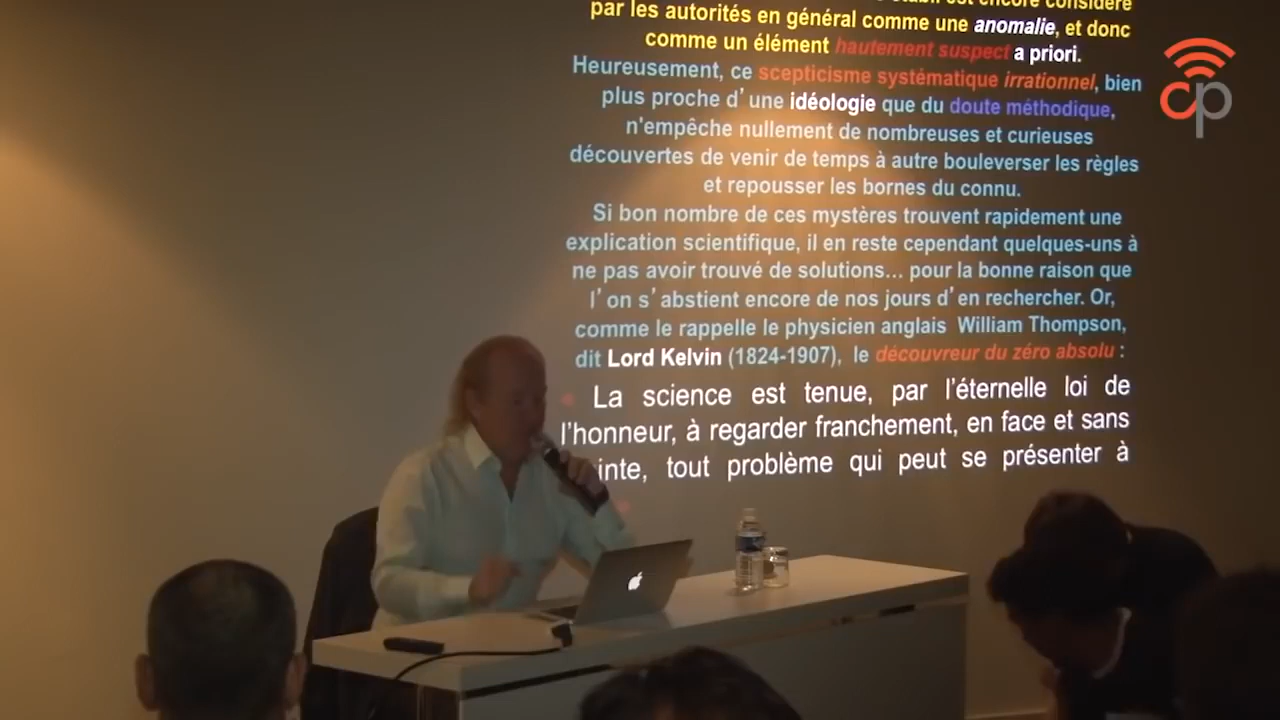 encore considéré
par les autorités en général comme une anomalie, et donc
comme un élément hautement suspect a priori.
Heureusement, ce scepticisme systématique irrationnel, bien
plus proche d'une idéologie que du doute méthodique,
n'empêche nullement de nombreuses et curieuses
découvertes de venir de temps à autre bouleverser les règles
et repousser les bornes du connu.
Si bon nombre de ces mystères trouvent rapidement une
explication scientifique, il en reste cependant quelques-uns à
ne pas avoir trouvé de solutions... pour la bonne raison que
l'on s'abstient encore de nos jours d'en rechercher. Or,
comme le rappelle le physicien anglais William Thompson,
dit Lord Kelvin (1824-1907), le découvreur du zéro absolu :
La science est tenue, par l'éternelle loi de
l'honneur, à regarder franchement, en face et sans
inte, tout problème qui peut se présenter à
cp